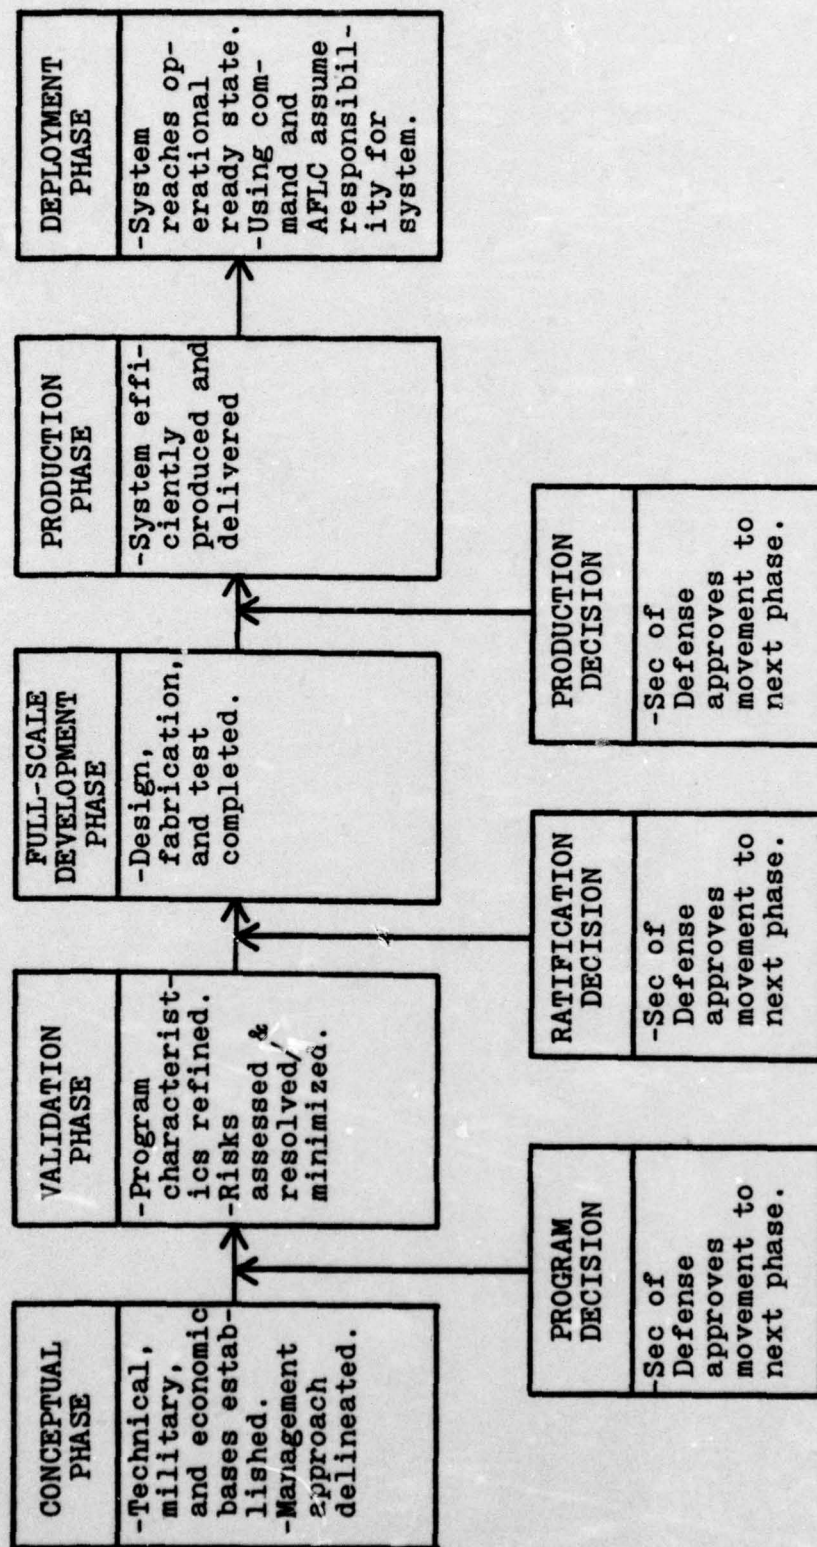 CONCEPTUAL
PHASE
-Technical,
military,
and economic
bases estab-
lished.
-Management
approach
delineated.
VALIDATION
PHASE
-Program
characterist-
ics refined.
-Risks
assessed &
resolved/
minimized.
FULL-SCALE
DEVELOPMENT
PHASE
-Design,
fabrication,
and test
completed.
PRODUCTION
PHASE
-System effi-
ciently
produced and
delivered
DEPLOYMENT
PHASE
-System
reaches op-
erational
ready state.
-Using com-
mand and
AFLC assume
responsibil-
ity for
system.
PROGRAM
DECISION
-Sec of
Defense
approves
movement to
next phase.
RATIFICATION
DECISION
-Sec of
Defense
approves
movement to
next phase.
PRODUCTION
DECISION
-Sec of
Defense
approves
movement to
next phase.